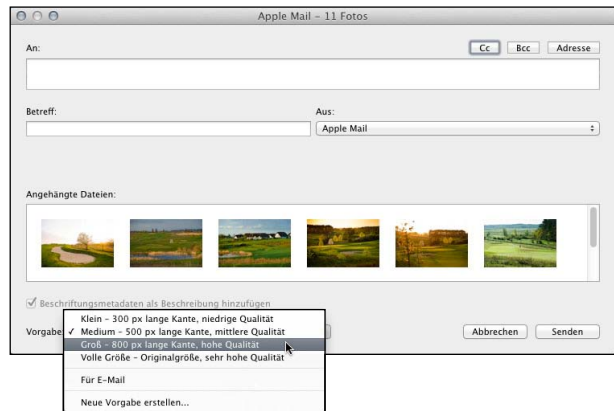 Apple Mail – 11 Fotos
An:
Cc Bcc Adresse
Betreff: Aus:
Apple Mail
Angehängte Dateien:
Beschriftungsmetadaten als Beschreibung hinzufügen
Klein – 300 px lange Kante, niedrige Qualität
Vorgabe: ✓ Medium – 500 px lange Kante, mittlere Qualität Abbrechen Senden
Groß – 800 px lange Kante, hohe Qualität
Volle Größe – Originalgröße, sehr hohe Qualität
Für E-Mail
Neue Vorgabe erstellen...